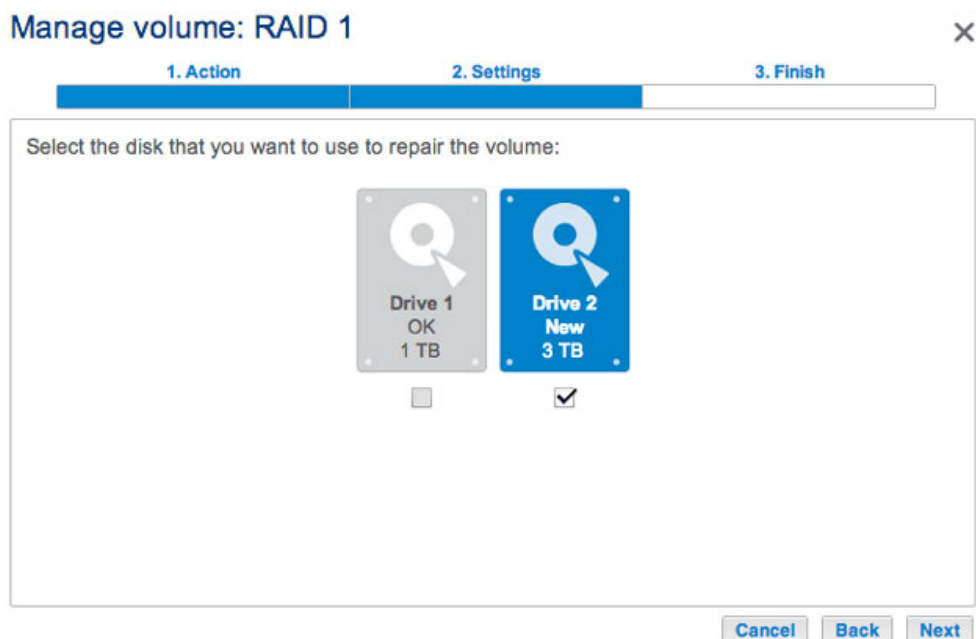 Manage volume: RAID 1
1. Action
2. Settings
3. Finish
Select the disk that you want to use to repair the volume:
Drive 1
OK
1 TB
Drive 2
New
3 TB
Cancel
Back
Next